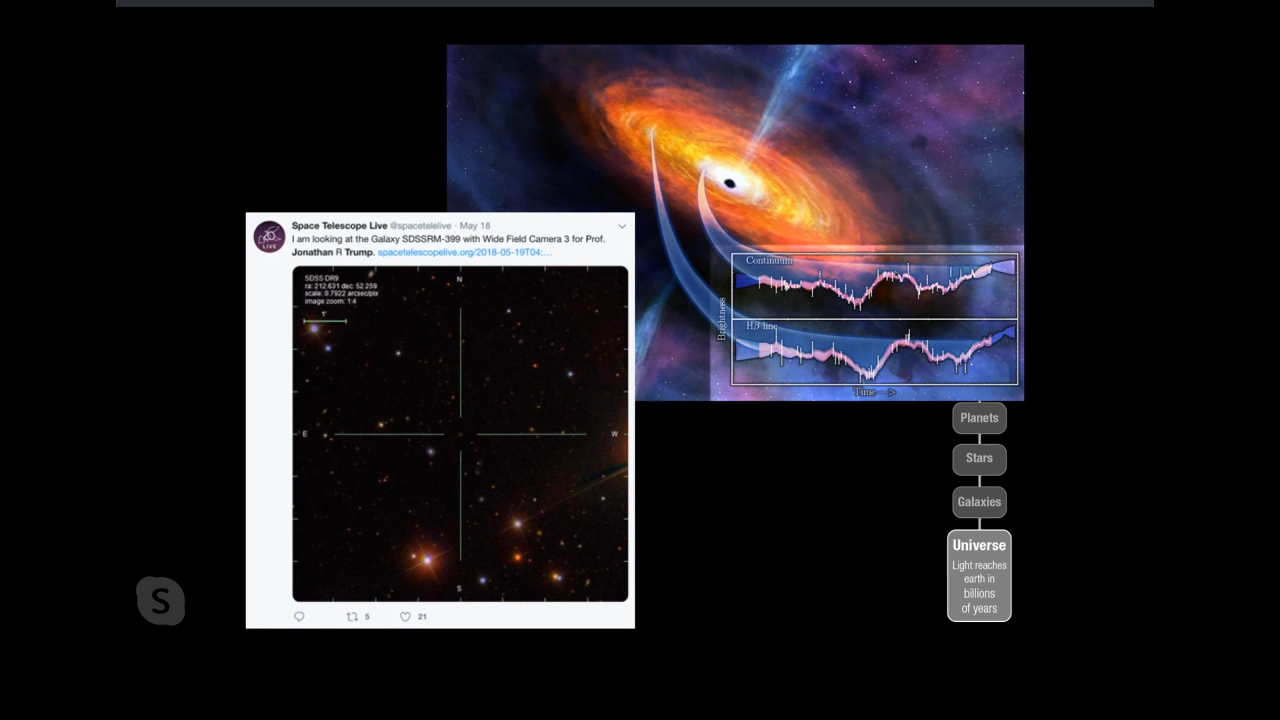 Space Telescope Live @spacetelelive · May 18
I am looking at the Galaxy SDSSRM-399 with Wide Field Camera 3 for Prof.
Jonathan R Trump. spacetelescopelive.org/2018-05-19T04:...
LIVE
SDSS DR9
ra: 212.631 dec: 52.259
scale: 0.7922 arcsec/pix
image zoom: 1:4
1'
N
E
W
S
5
21
Continuum
Brightness
Hβ line
Time —>
Planets
Stars
Galaxies
Universe
Light reaches
earth in
billions
of years
S